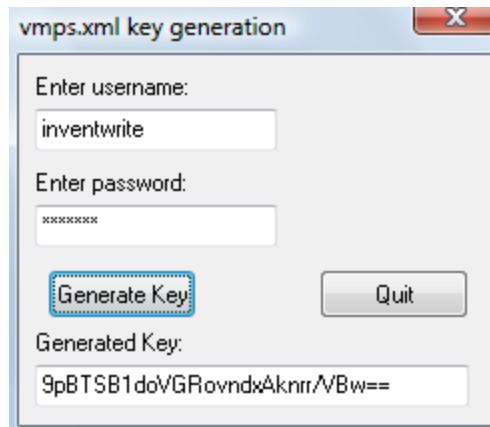 vmps.xml key generation
Enter username:
inventwrite
Enter password:
*******
Generate Key
Quit
Generated Key:
9pBTSB1doVGRovndxAknrr/VBw==